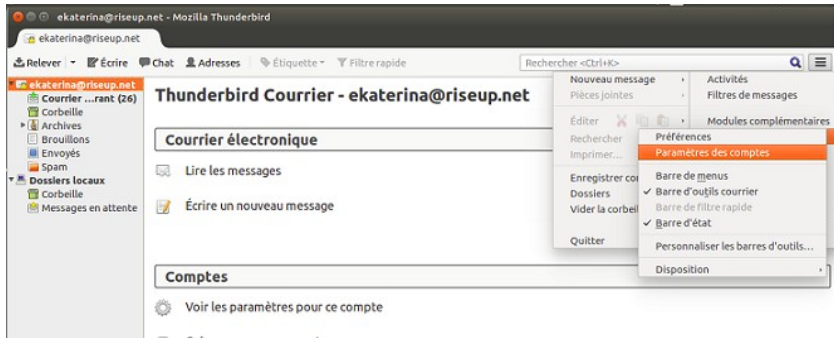 ekaterina@riseup.net - Mozilla Thunderbird
ekaterina@riseup.net
Relever Écrire Chat Adresses Étiquette Filtre rapide Rechercher <Ctrl+K>
ekaterina@riseup.net
Courrier ...rant (26)
Corbeille
Archives
Brouillons
Envoyés
Spam
Dossiers locaux
Corbeille
Messages en attente
Thunderbird Courrier - ekaterina@riseup.net
Courrier électronique
Lire les messages
Écrire un nouveau message
Comptes
Voir les paramètres pour ce compte
Nouveau message
Pièces jointes
Éditer
Rechercher
Imprimer...
Enregistrer co
Dossiers
Vider la corbei
Quitter
Activités
Filtres de messages
Modules complémentaires
Préférences
Paramètres des comptes
Barre de menus
Barre d'outils courrier
Barre de filtre rapide
Barre d'état
Personnaliser les barres d'outils...
Disposition